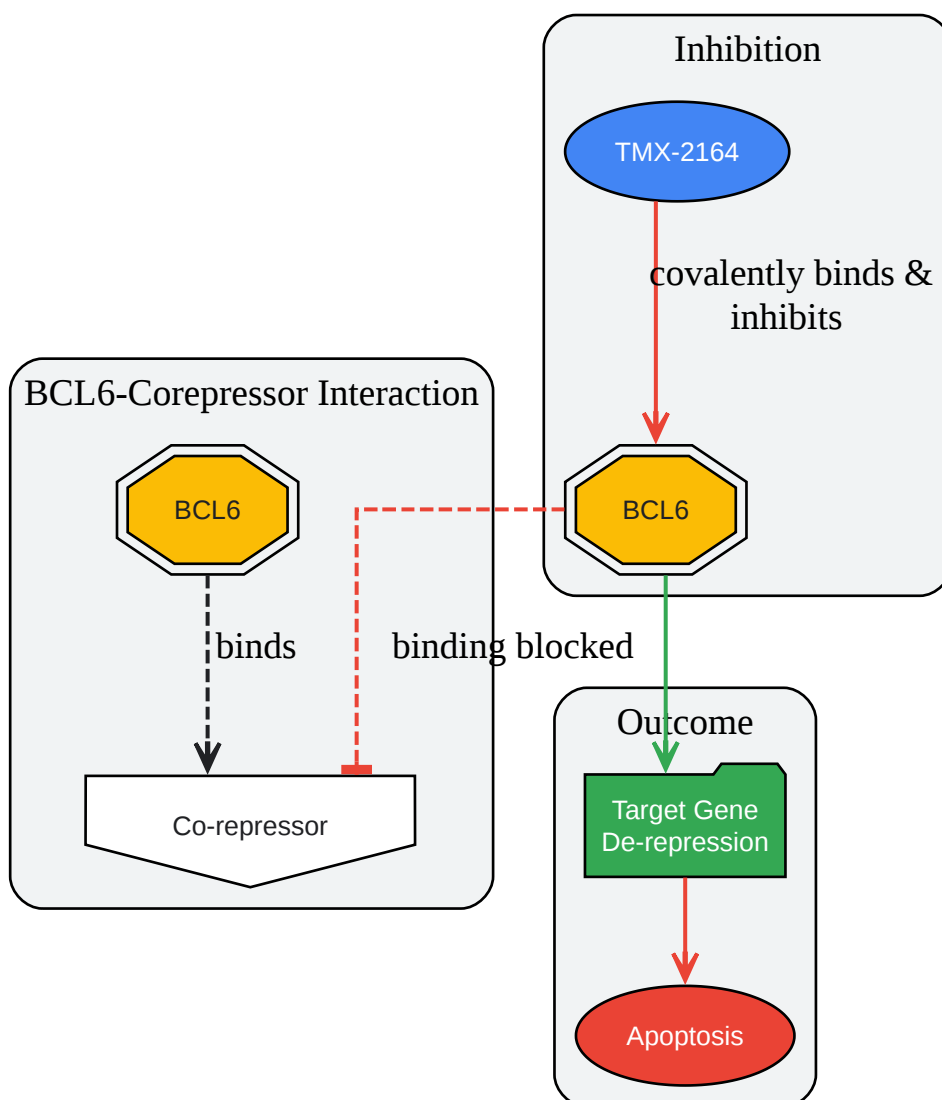 Inhibition
TMX-2164
covalently binds &
inhibits
BCL6-Corepressor Interaction
BCL6
BCL6
binds
binding blocked
Outcome
Co-repressor
Target Gene
De-repression
Apoptosis